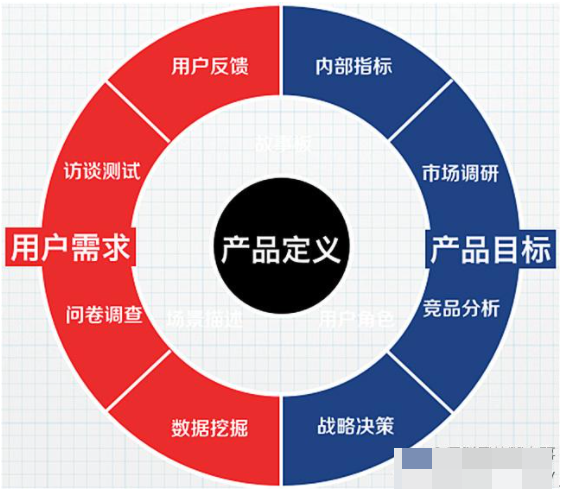 用户反馈
内部指标
故事板
访谈测试
市场调研
用户需求
产品定义
产品目标
问卷调查
场景描述
用户角色
竞品分析
数据挖掘
战略决策